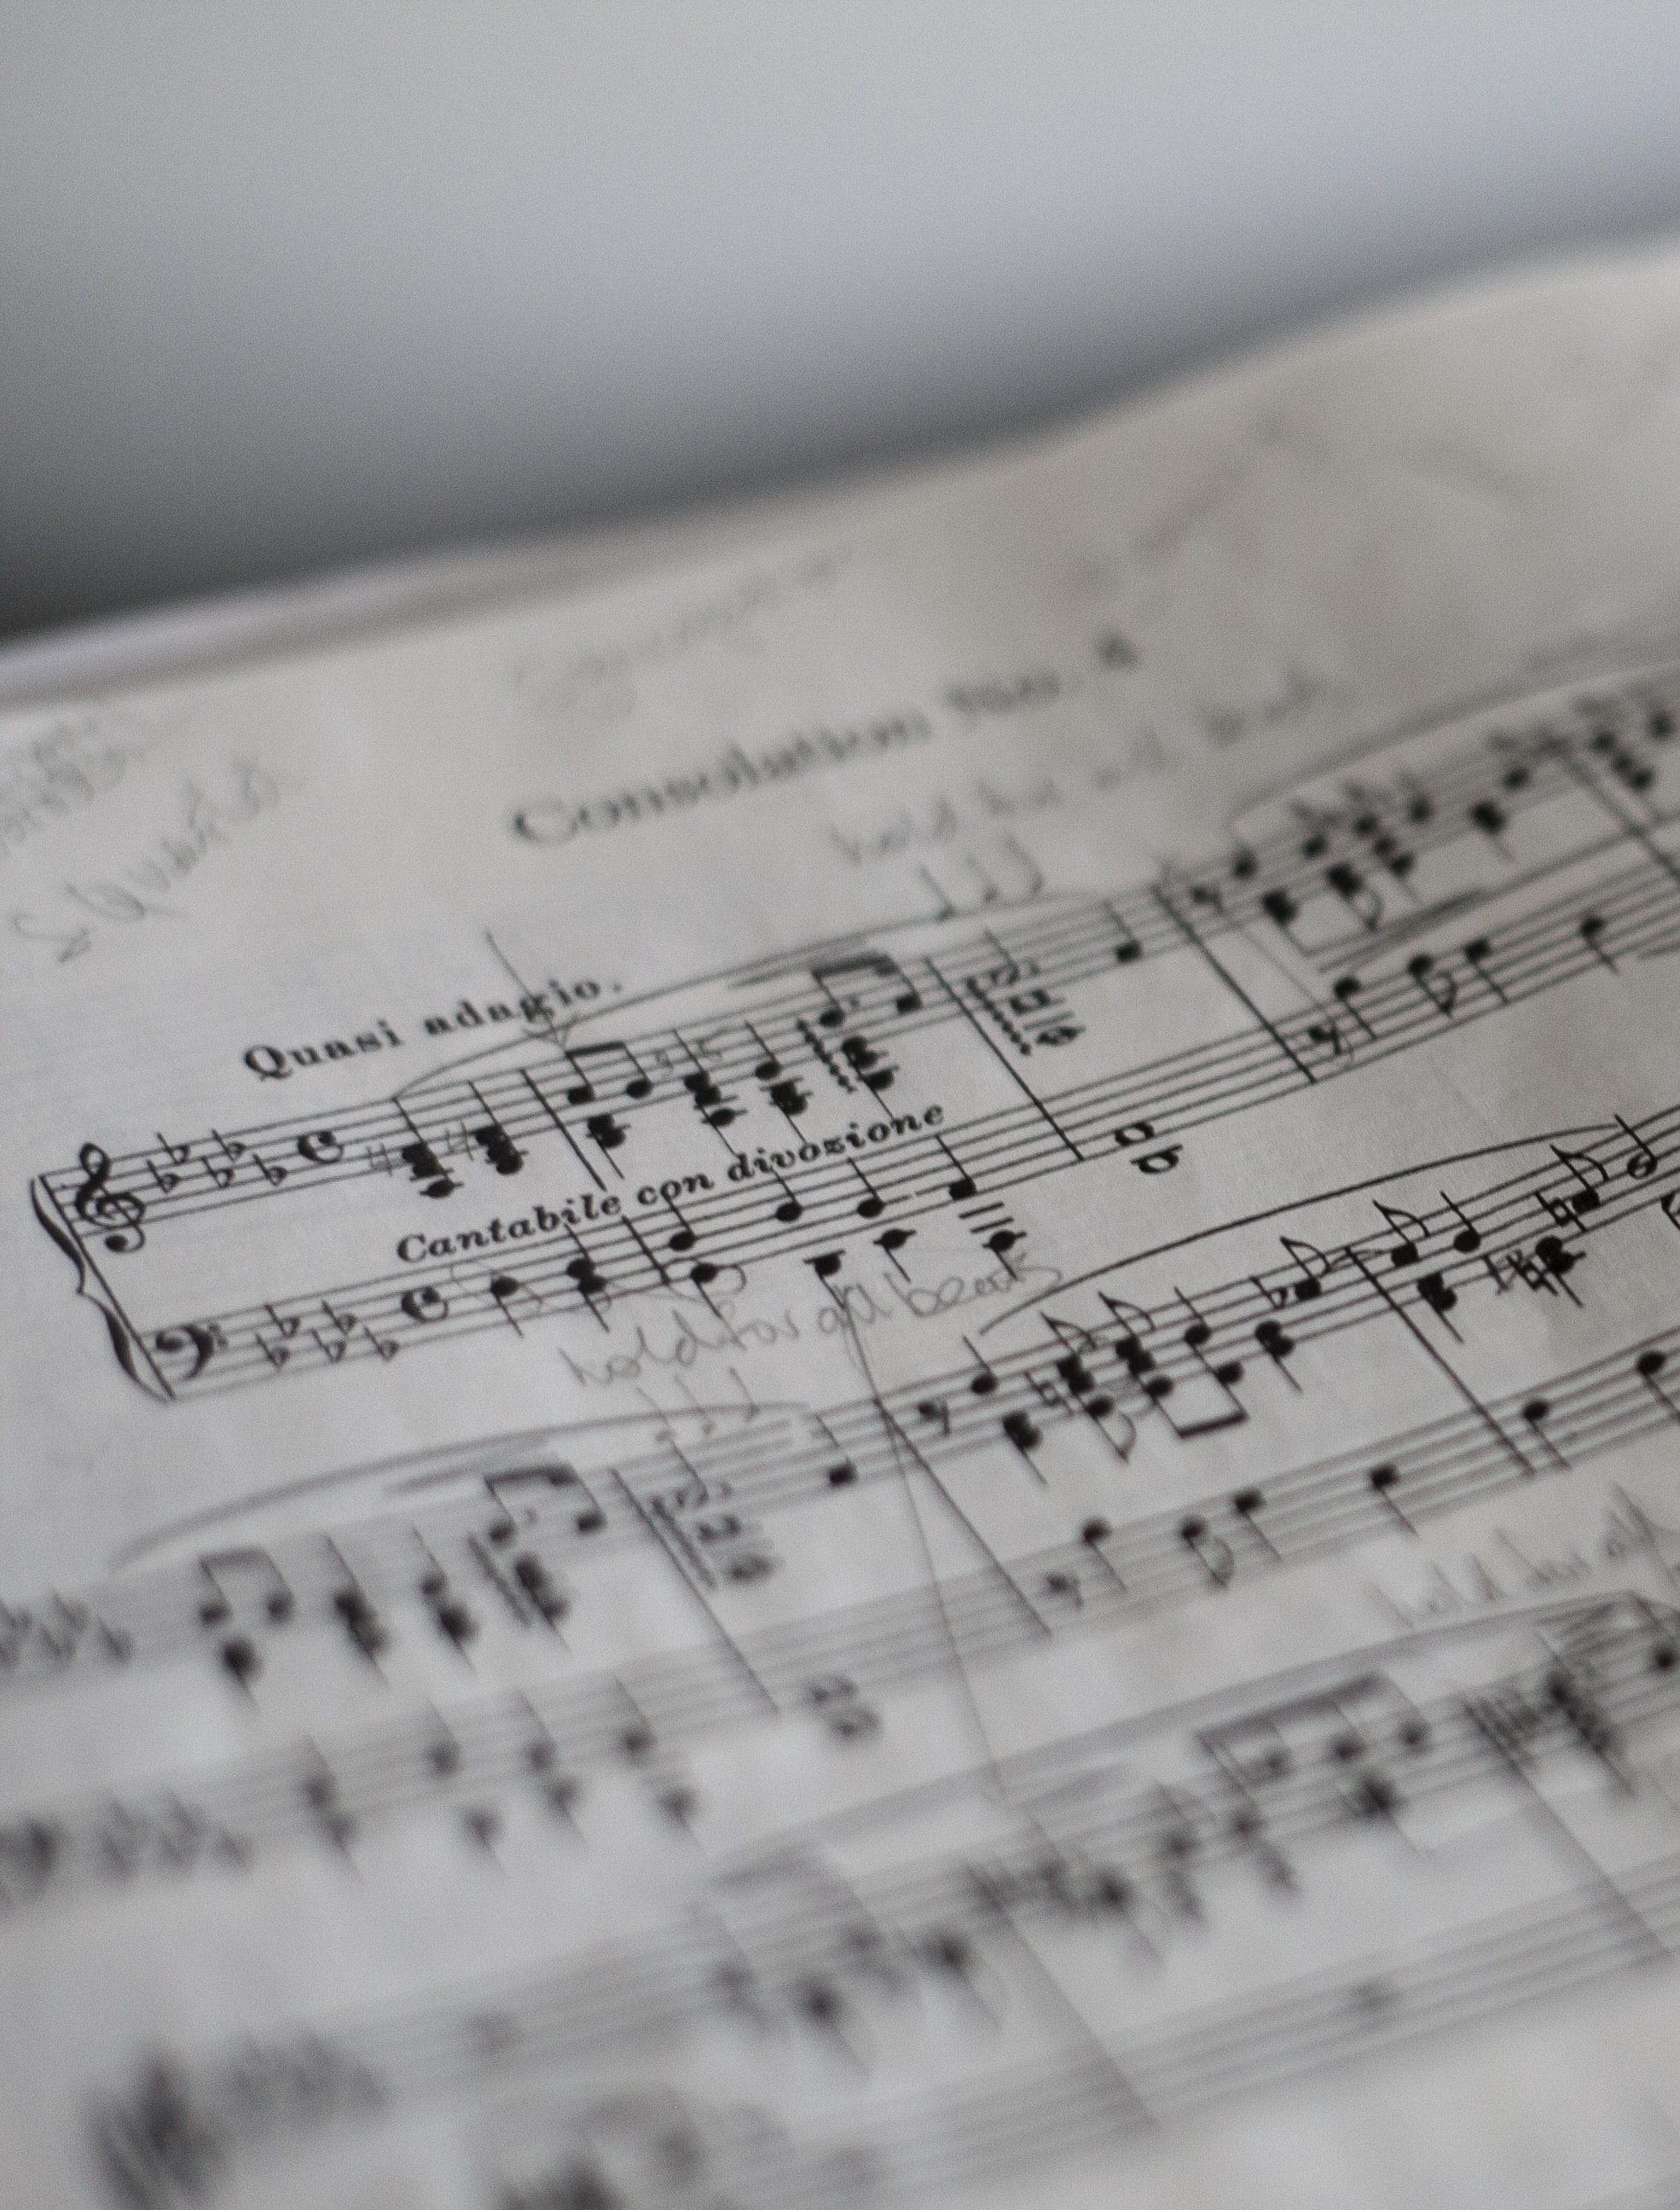 Consolation No. 4
hold for all beats
Quasi adagio.
Cantabile con divozione
hold for all beats
hold for all